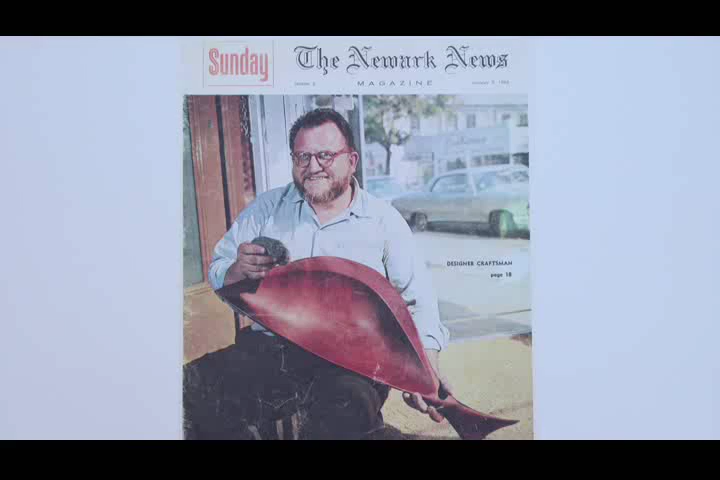 Sunday
The Newark News
MAGAZINE
DESIGNER CRAFTSMAN
page 18